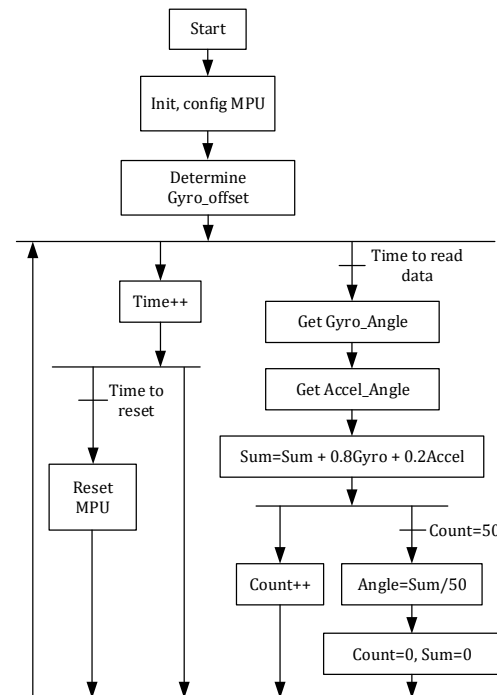 Start
Init, config MPU
Determine
Gyro_offset
Time to read
data
Time++
Get Gyro_Angle
Time to
reset
Get Accel_Angle
Sum=Sum + 0.8Gyro + 0.2Accel
Reset
MPU
Count=50
Count++
Angle=Sum/50
Count=0, Sum=0